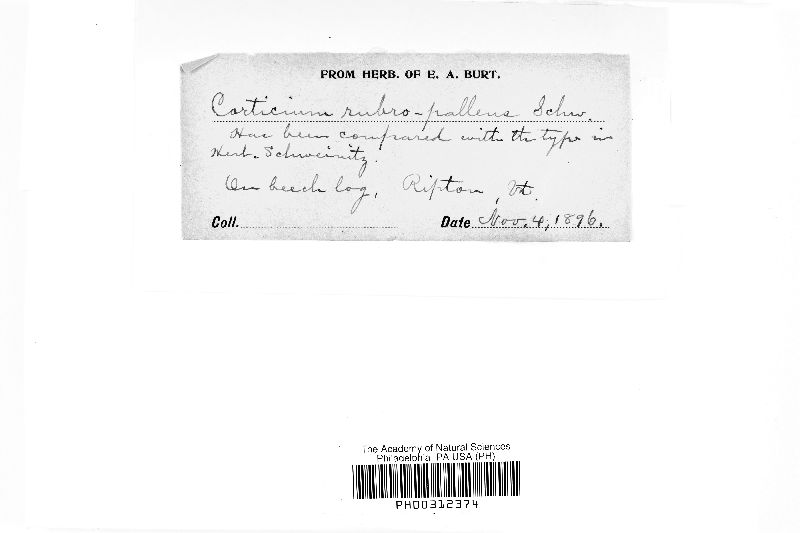 FROM HERB. OF E. A. BURT.
Corticium rubro-pallens Schw.
Has been compared with the type in
Herb. Schweinitz.
On beech log, Ripton, Vt.
Coll. Date Nov. 4, 1896.
The Academy of Natural Sciences
Philadelphia PA USA (PH)
PH00312374